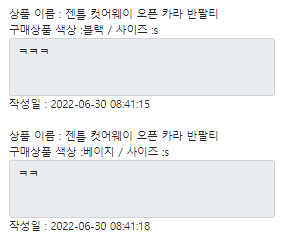 상품 이름 : 젠틀 컷어웨이 오픈 카라 반팔티
구매상품 색상 :블랙 / 사이즈 :s
ㅋㅋㅋ
작성일 : 2022-06-30 08:41:15
상품 이름 : 젠틀 컷어웨이 오픈 카라 반팔티
구매상품 색상 :베이지 / 사이즈 :s
ㅋㅋ
작성일 : 2022-06-30 08:41:18